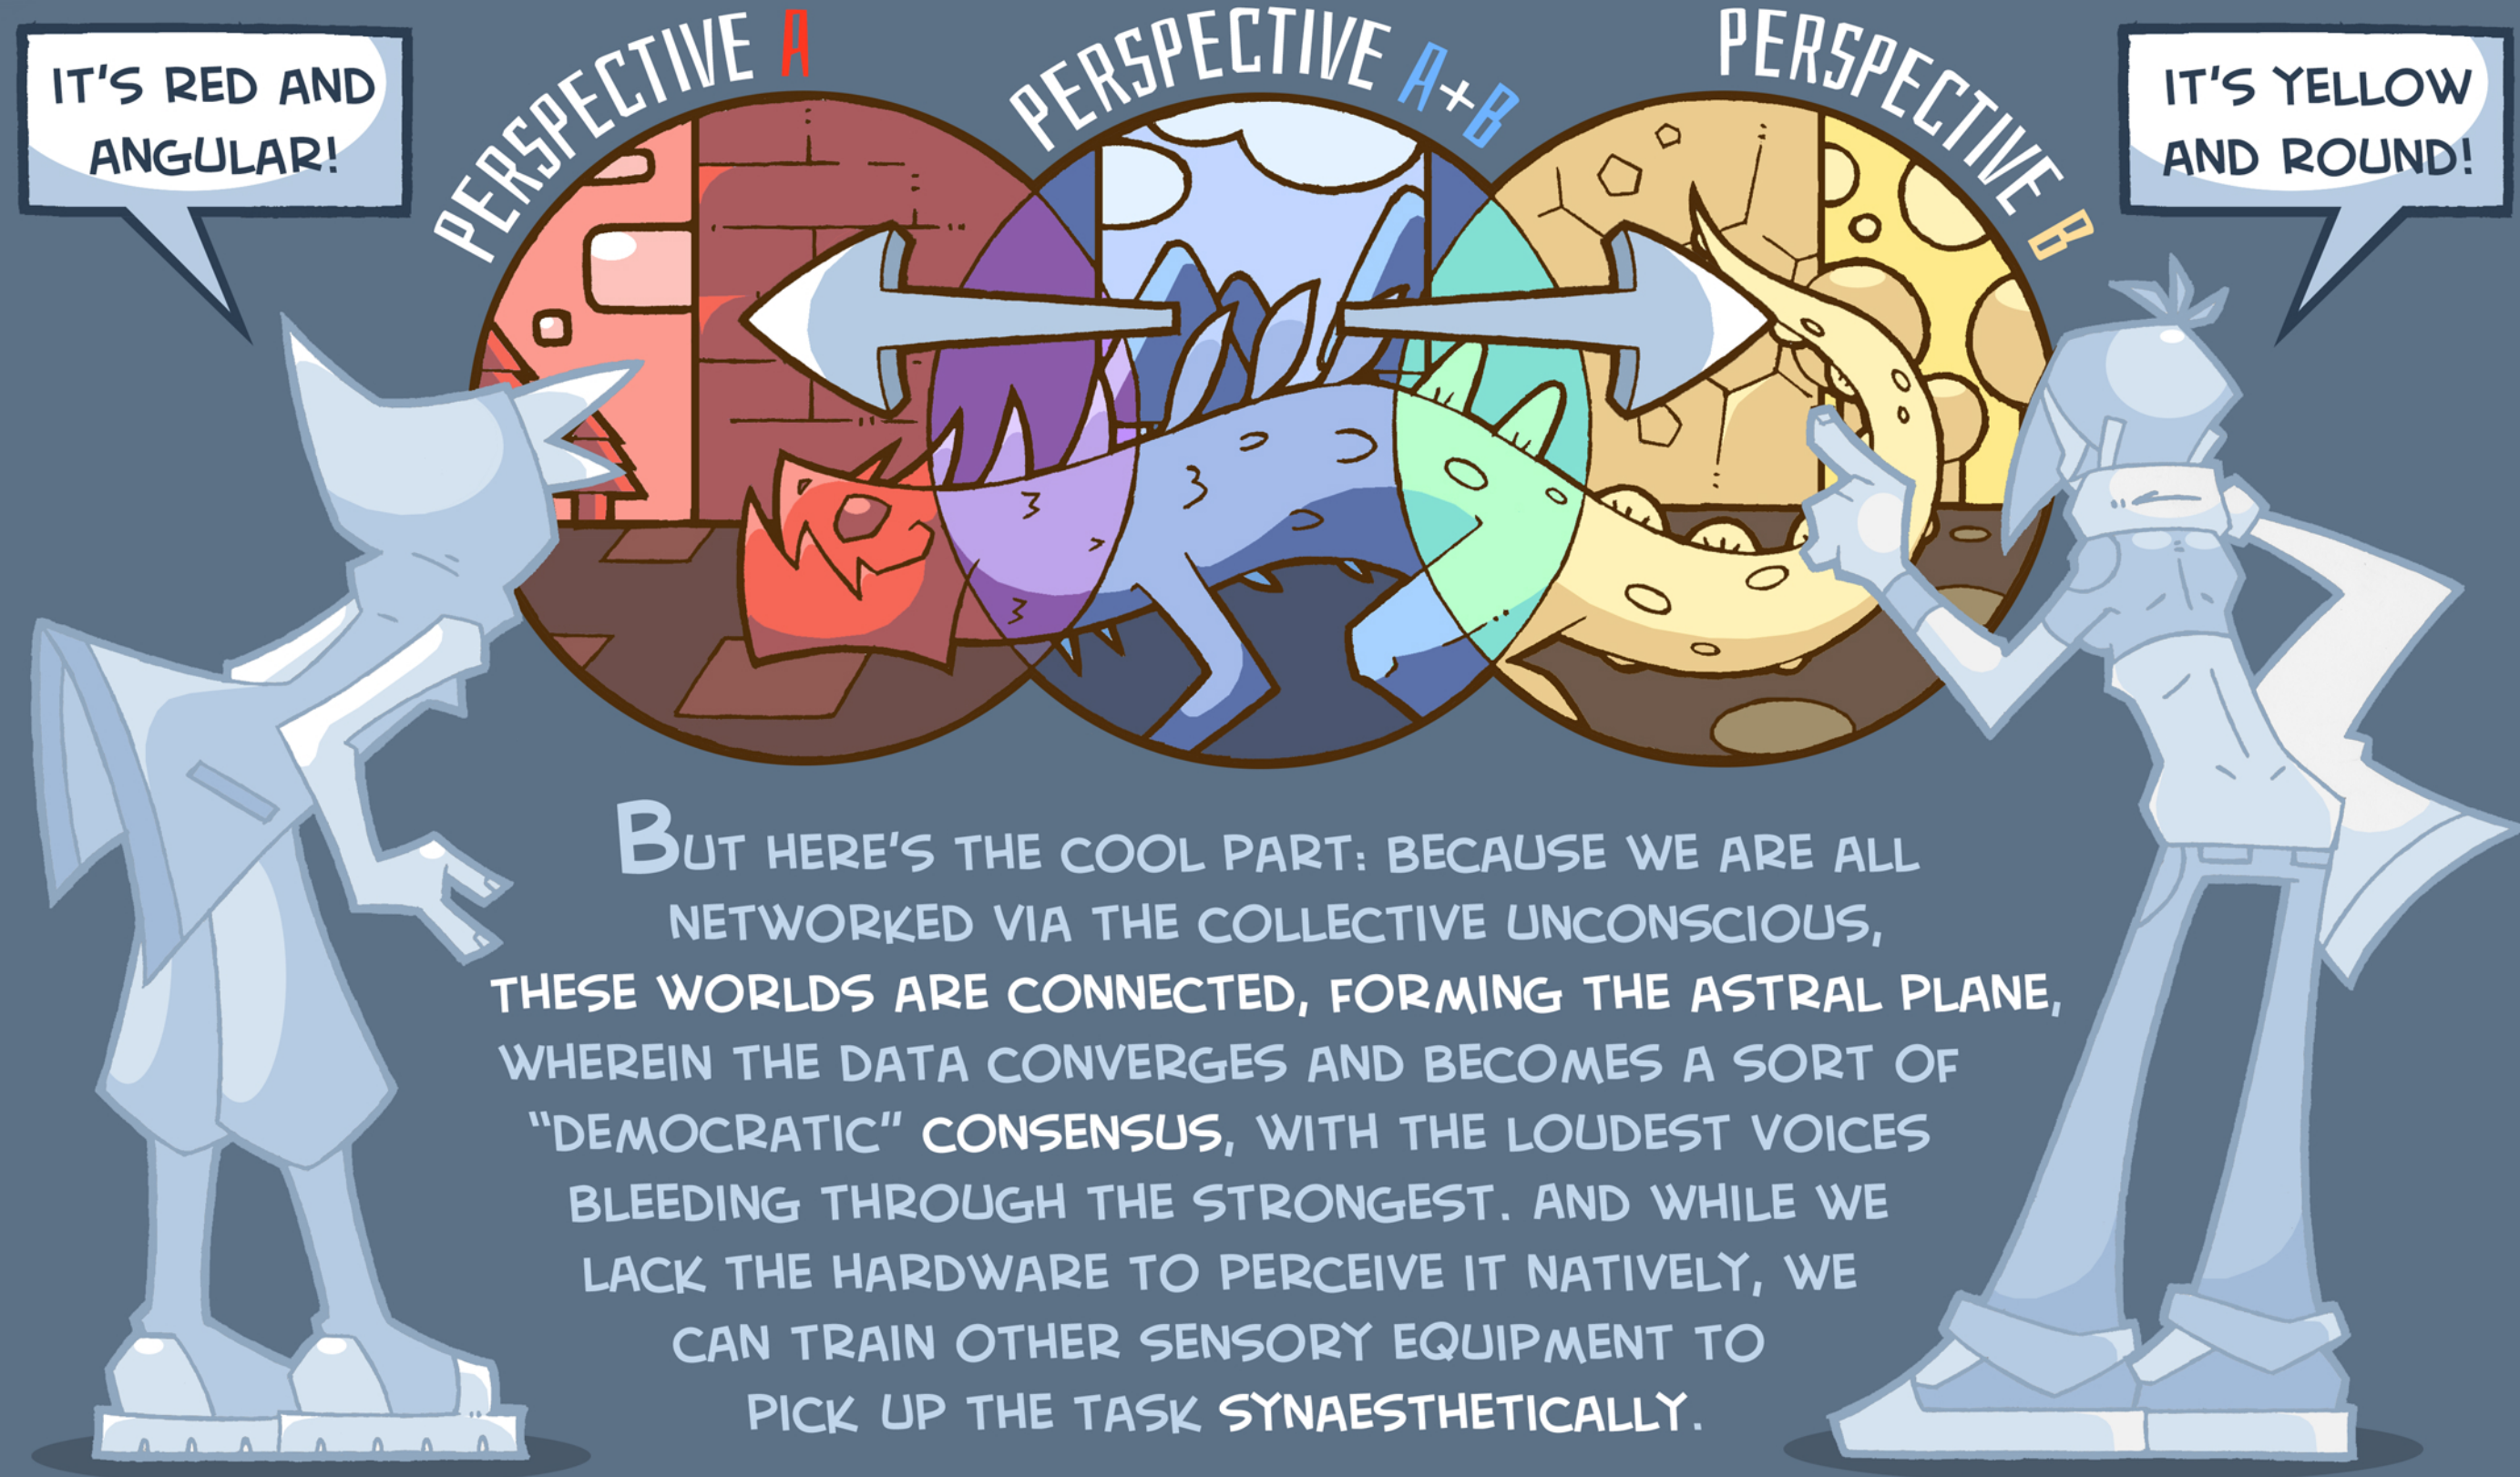 IT'S RED AND
ANGULAR!
PERSPECTIVE A
PERSPECTIVE A+B
PERSPECTIVE B
IT'S YELLOW
AND ROUND!
BUT HERE'S THE COOL PART: BECAUSE WE ARE ALL
NETWORKED VIA THE COLLECTIVE UNCONSCIOUS,
THESE WORLDS ARE CONNECTED, FORMING THE ASTRAL PLANE,
WHEREIN THE DATA CONVERGES AND BECOMES A SORT OF
"DEMOCRATIC" CONSENSUS, WITH THE LOUDEST VOICES
BLEEDING THROUGH THE STRONGEST. AND WHILE WE
LACK THE HARDWARE TO PERCEIVE IT NATIVELY, WE
CAN TRAIN OTHER SENSORY EQUIPMENT TO
PICK UP THE TASK SYNAESTHETICALLY.